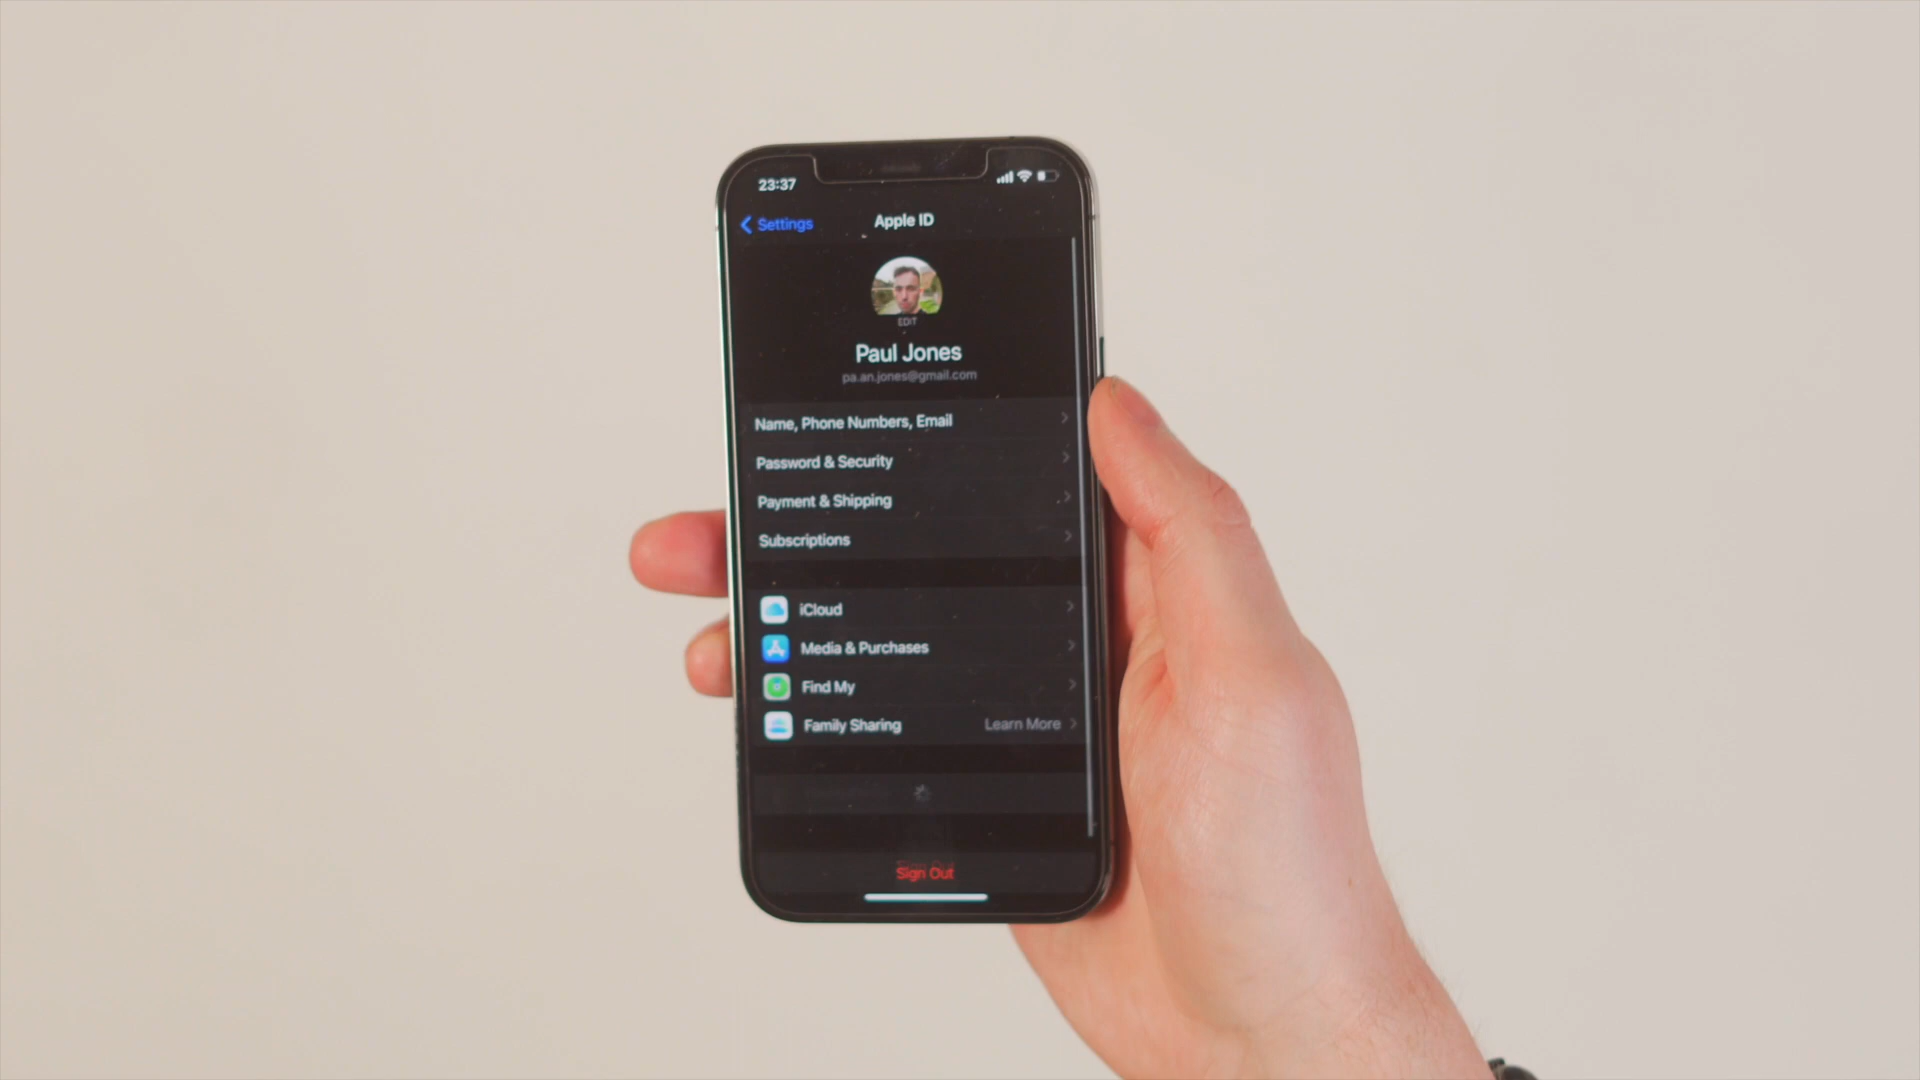 23:37
Settings
Apple ID
EDIT
Paul Jones
pa.an.jones@gmail.com
Name, Phone Numbers, Email
Password & Security
Payment & Shipping
Subscriptions
iCloud
Media & Purchases
Find My
Family Sharing Learn More
Sign Out